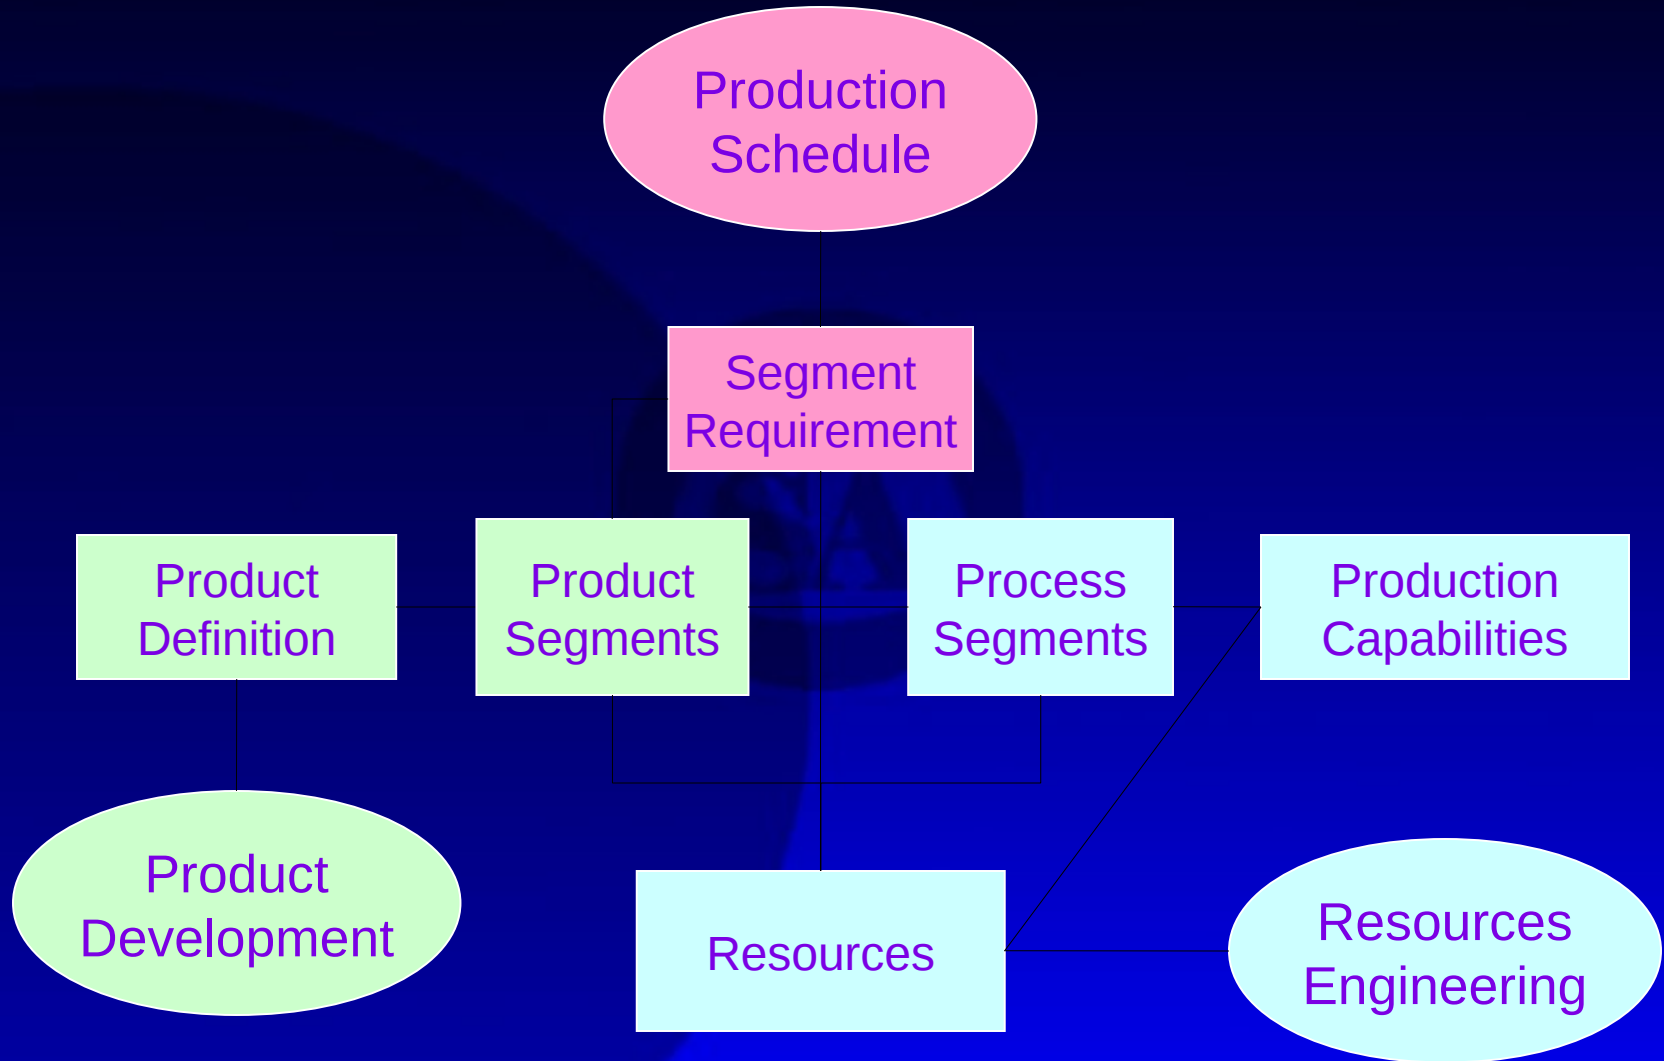 Production
Schedule
Segment
Requirement
Product
Definition
Product
Segments
Process
Segments
Production
Capabilities
Product
Development
Resources
Resources
Engineering